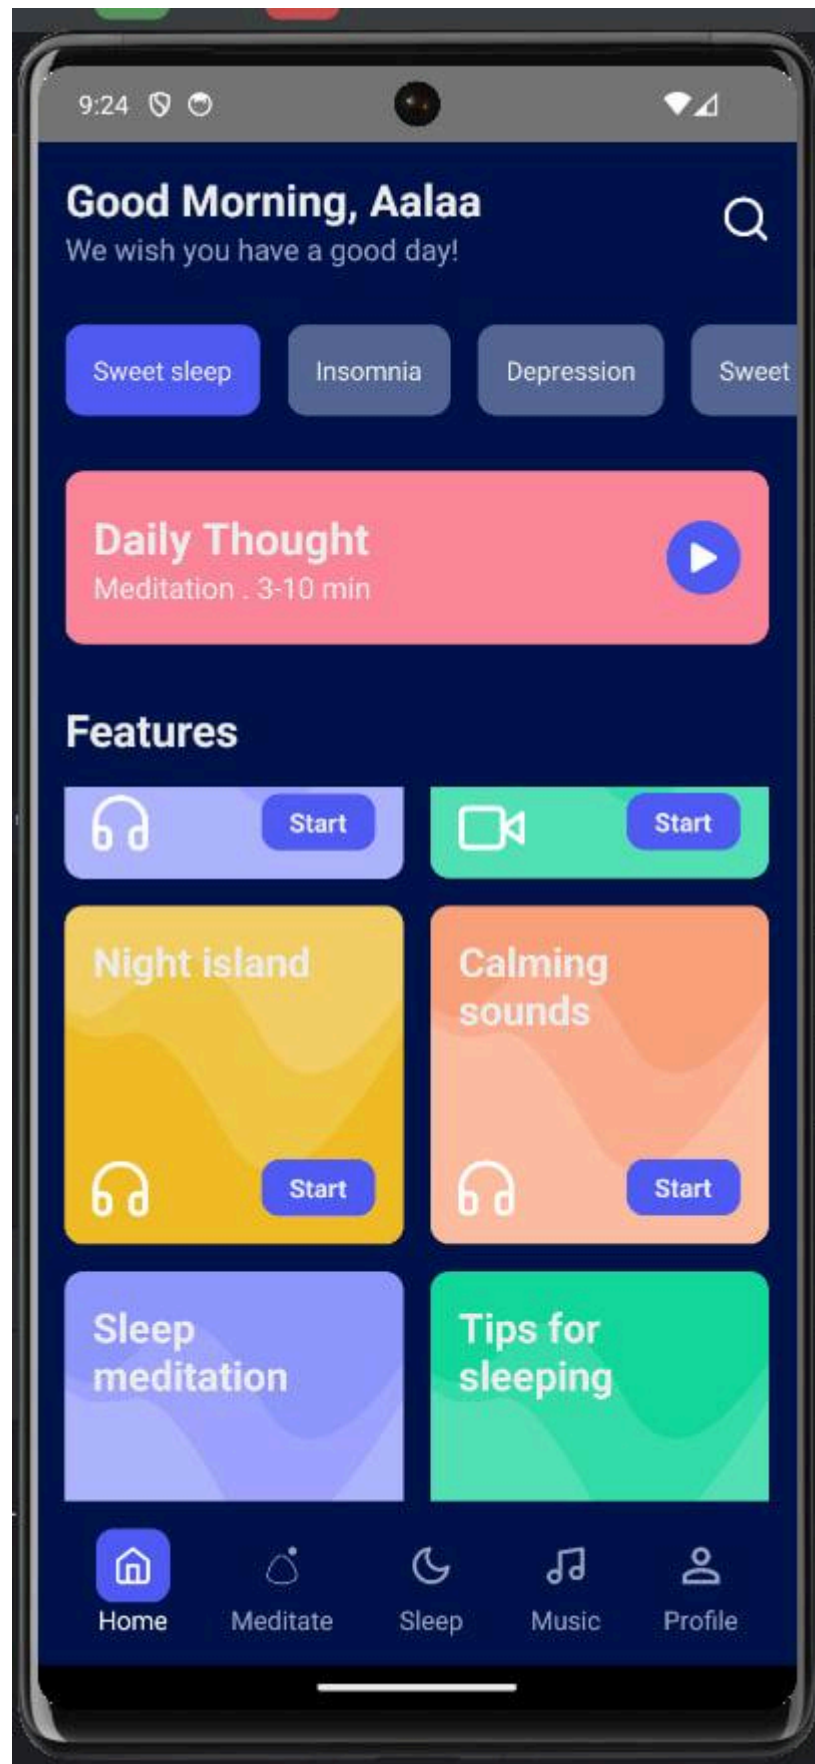 9:24
Good Morning, Aalaa
We wish you have a good day!
Sweet sleep
Insomnia
Depression
Sweet
Daily Thought
Meditation . 3-10 min
Features
Start
Start
Night island
Calming
sounds
Start
Start
Sleep
meditation
Tips for
sleeping
Home
Meditate
Sleep
Music
Profile